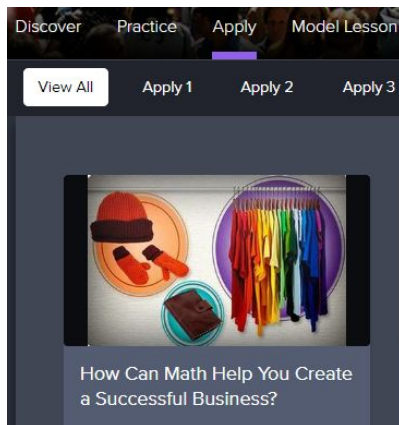 Discover Practice Apply Model Lesson
View All Apply 1 Apply 2 Apply 3
How Can Math Help You Create
a Successful Business?